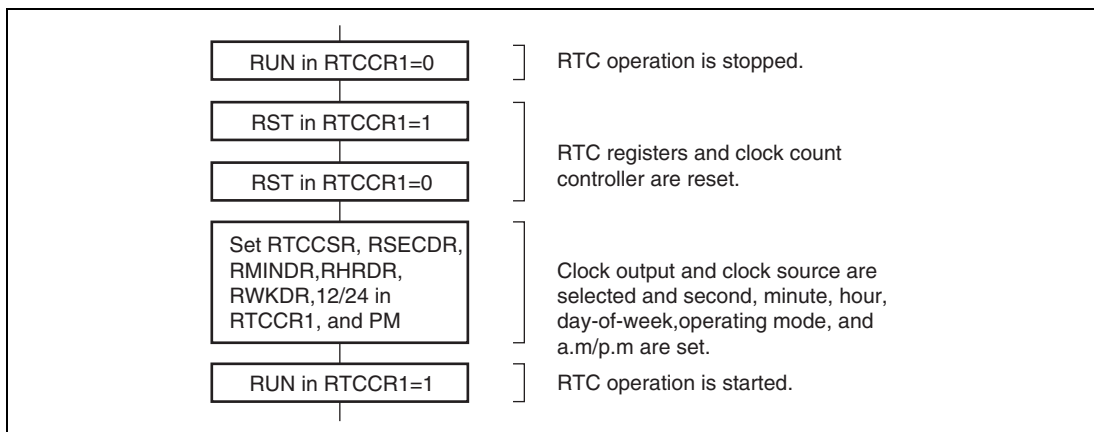 RUN in RTCCR1=0
RTC operation is stopped.
RST in RTCCR1=1
RST in RTCCR1=0
RTC registers and clock count
controller are reset.
Set RTCCSR, RSECDR,
RMINDR,RHRDR,
RWKDR,12/24 in
RTCCR1, and PM
Clock output and clock source are
selected and second, minute, hour,
day-of-week,operating mode, and
a.m/p.m are set.
RUN in RTCCR1=1
RTC operation is started.